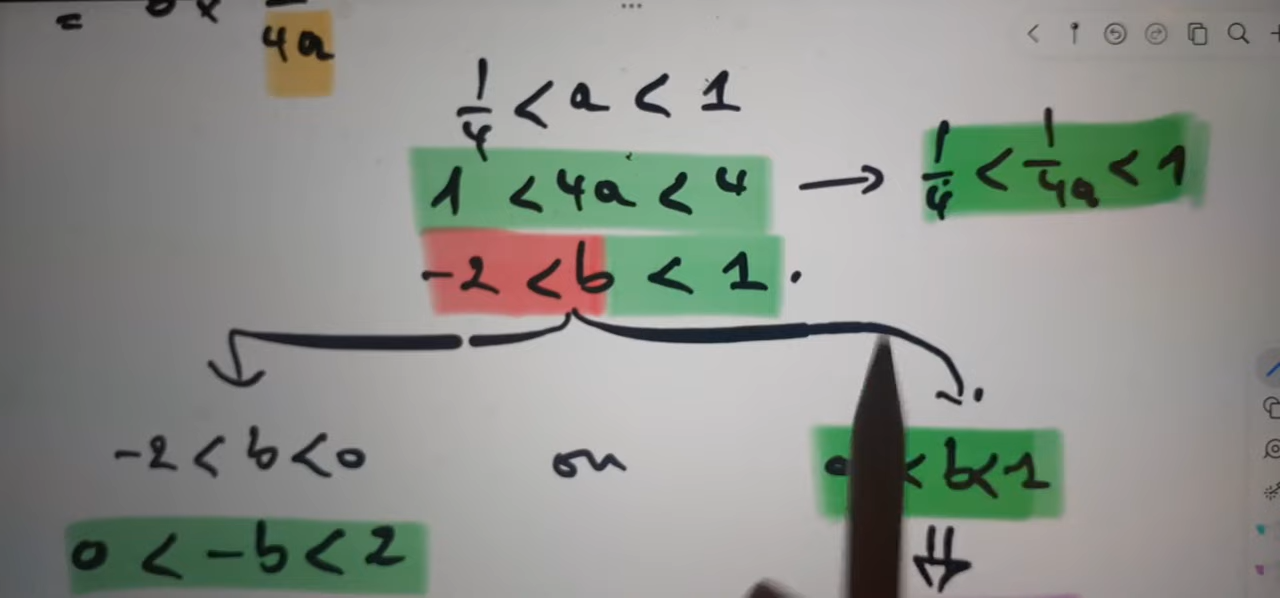 = b × 1/4a
1/4 < a < 1
1 < 4a < 4 → 1/4 < 1/4a < 1
-2 < b < 1.
-2 < b < 0 ou < b < 1
0 < -b < 2 ⇓